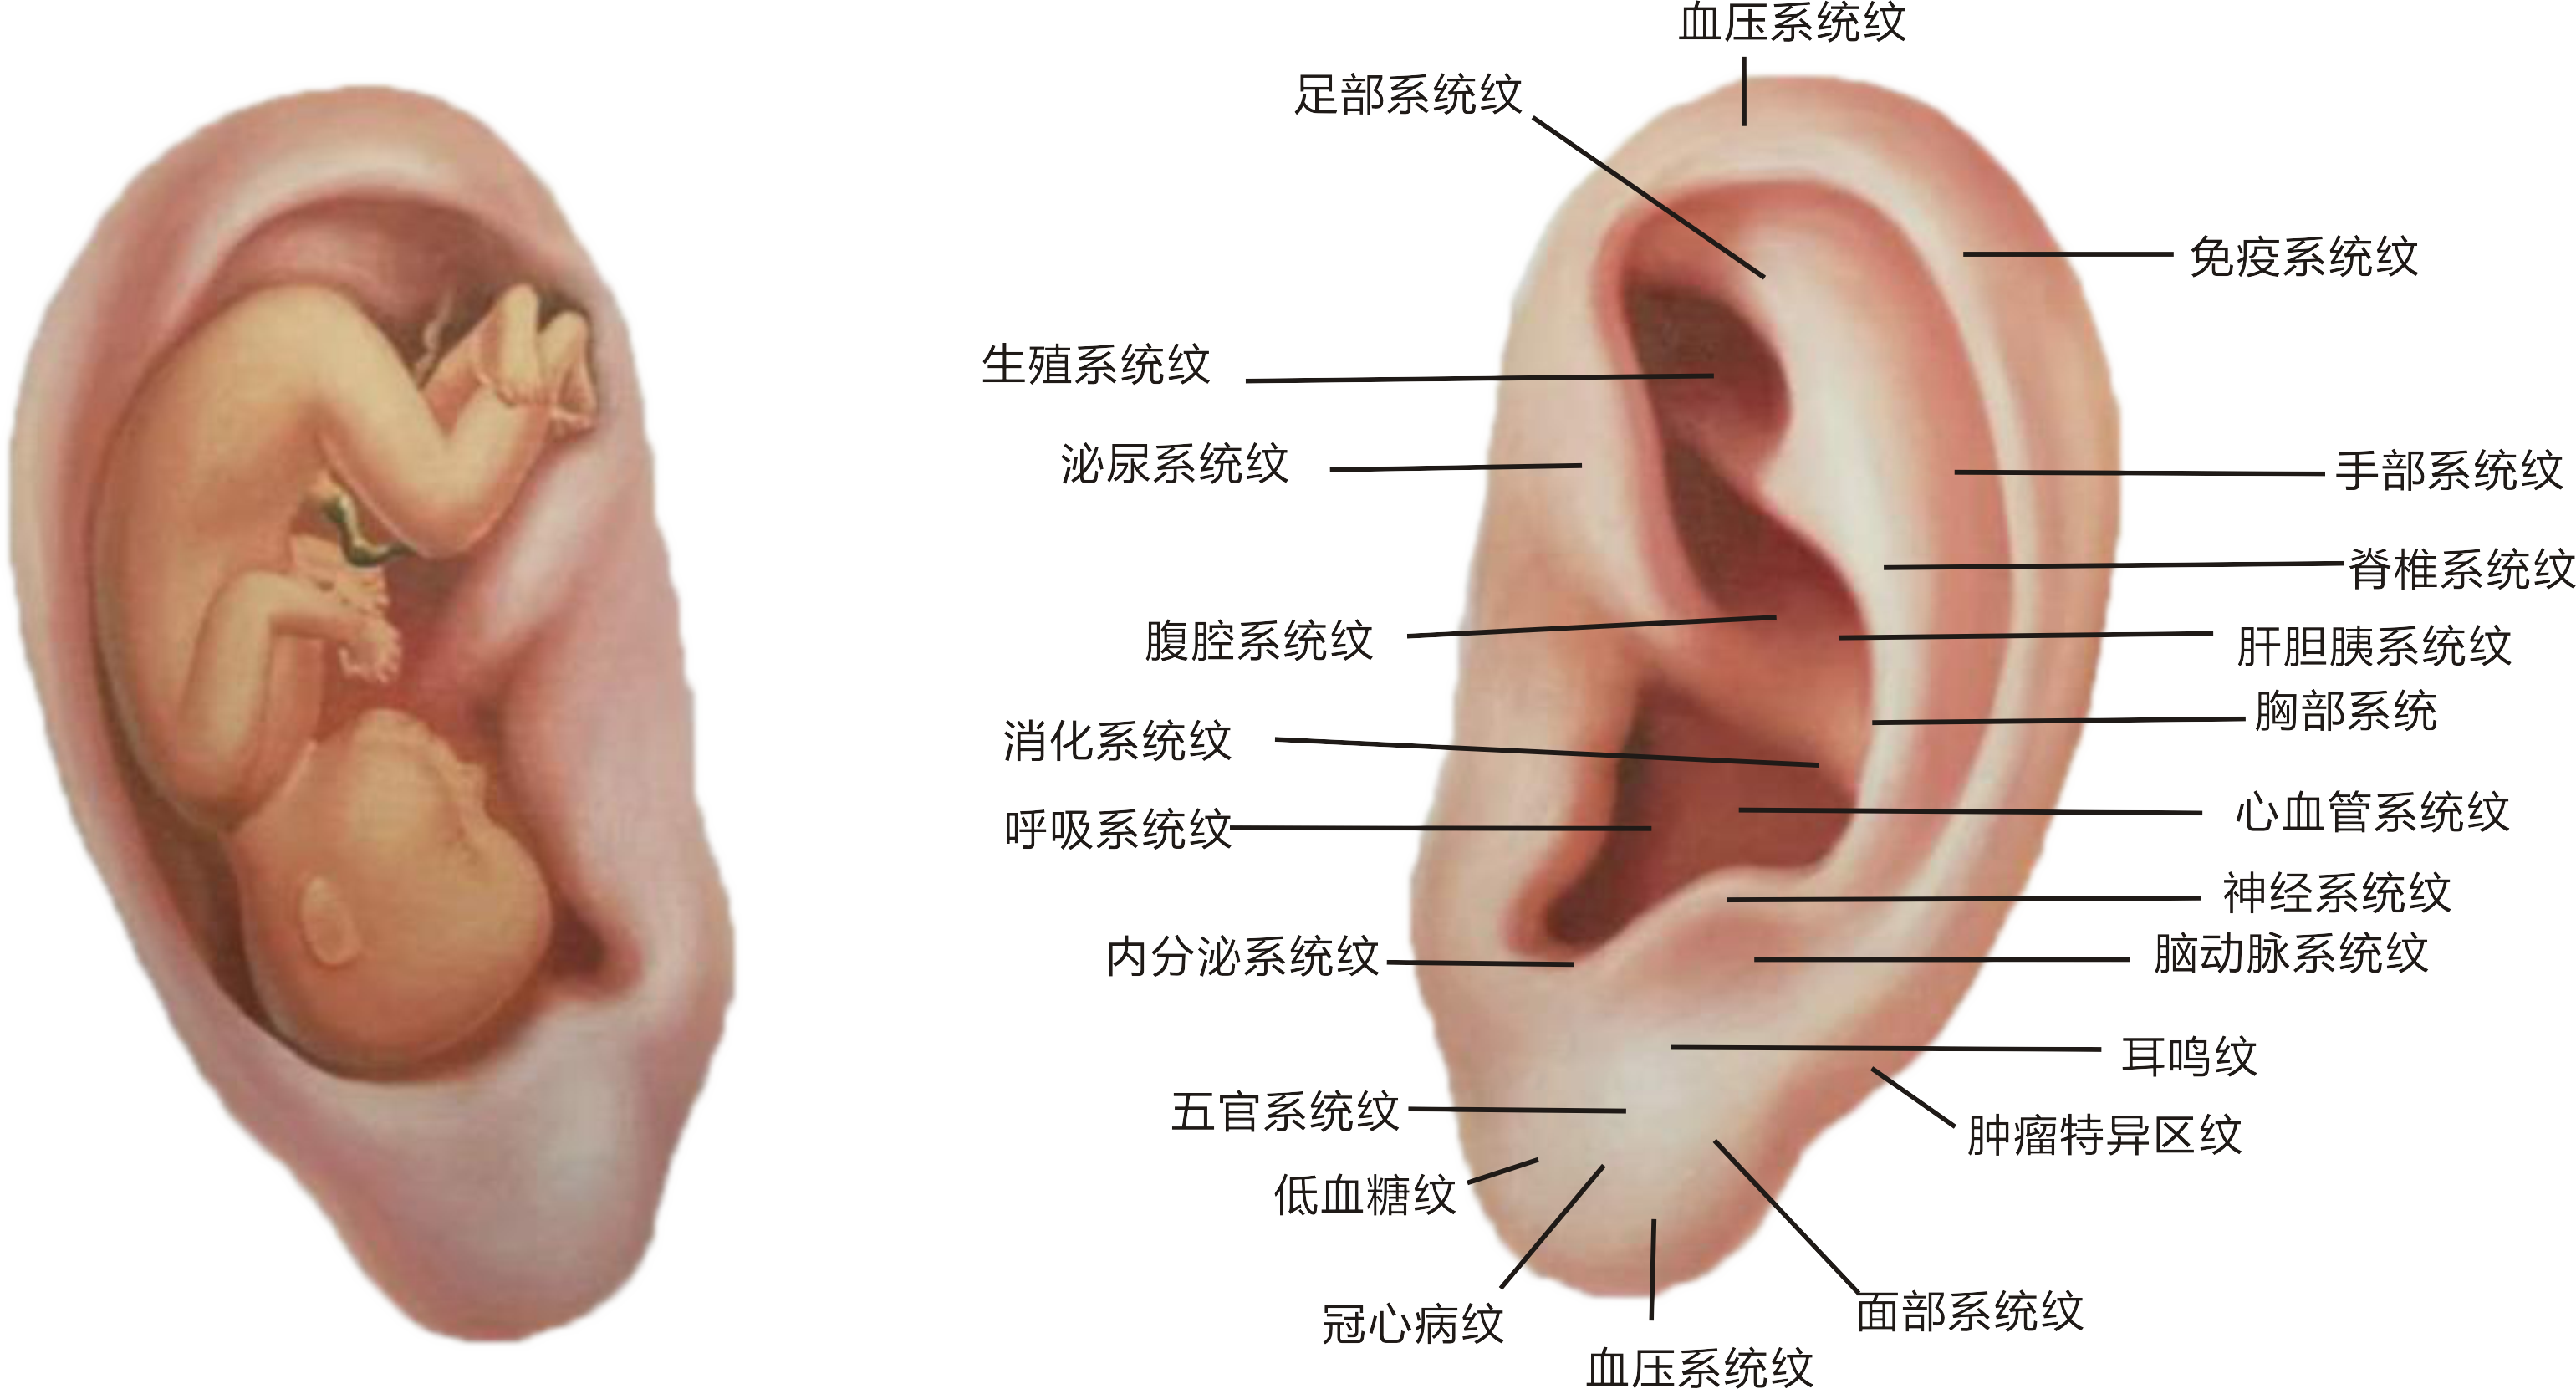 血压系统纹
足部系统纹
免疫系统纹
生殖系统纹
泌尿系统纹
手部系统纹
脊椎系统纹
腹腔系统纹
肝胆胰系统纹
胸部系统
消化系统纹
心血管系统纹
呼吸系统纹
神经系统纹
内分泌系统纹
脑动脉系统纹
耳鸣纹
五官系统纹
肿瘤特异区纹
低血糖纹
冠心病纹
面部系统纹
血压系统纹